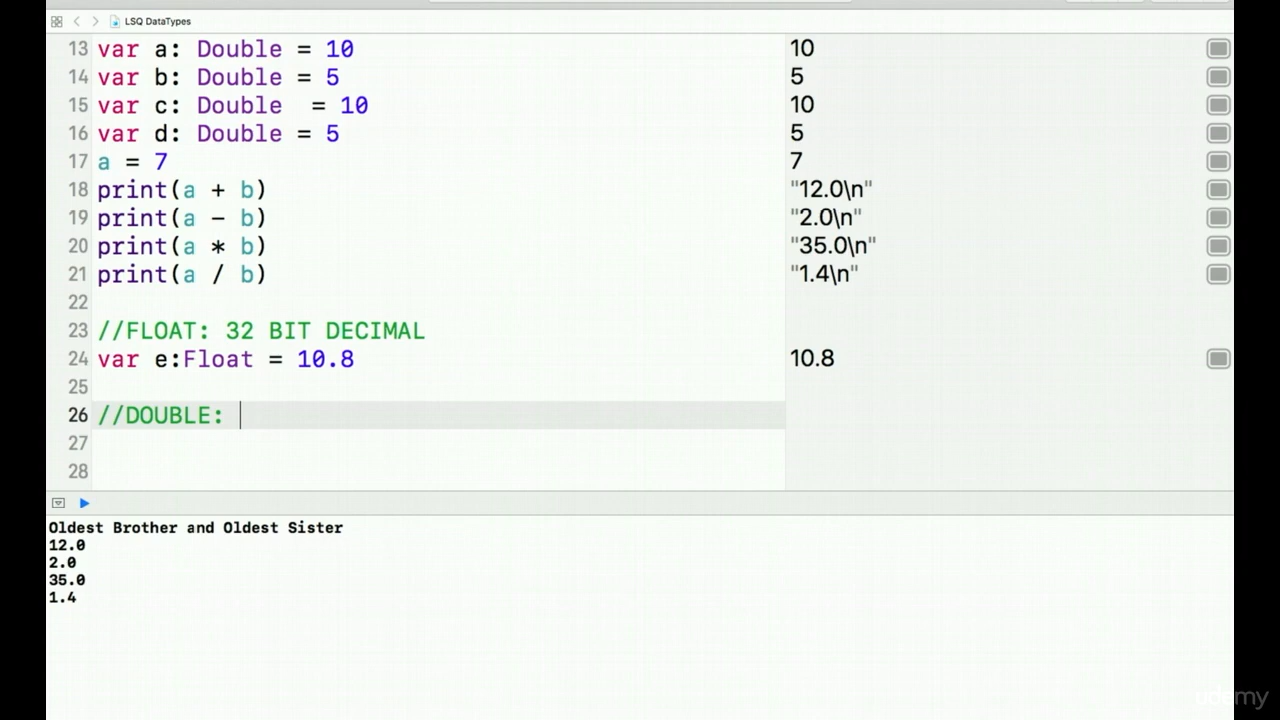 LSQ DataTypes
13 var a: Double = 10 10
14 var b: Double = 5 5
15 var c: Double  = 10 10
16 var d: Double = 5 5
17 a = 7 7
18 print(a + b) "12.0\n"
19 print(a - b) "2.0\n"
20 print(a * b) "35.0\n"
21 print(a / b) "1.4\n"
22
23 //FLOAT: 32 BIT DECIMAL
24 var e:Float = 10.8 10.8
25
26 //DOUBLE:
27
28
Oldest Brother and Oldest Sister
12.0
2.0
35.0
1.4
udemy